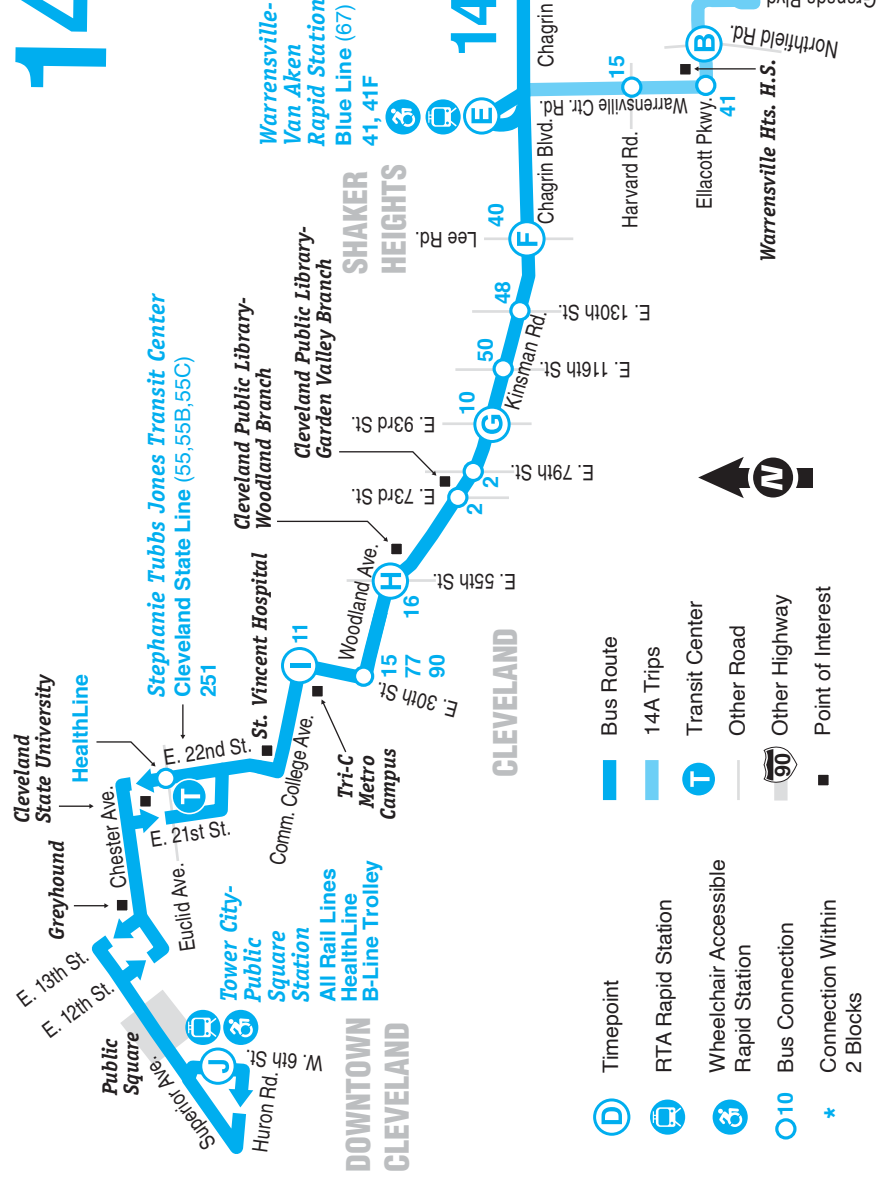 14
14
Warrensville-
Van Aken
Rapid Station
Blue Line (67)
41, 41F
E
Chagrin
Northfield Rd.
B
15
Warrensville Ctr. Rd.
41
Ellacott Pkwy.
Harvard Rd.
Warrensville Hts. H.S.
Chagrin Blvd.
SHAKER
HEIGHTS
Lee Rd.
40
F
48
E. 130th St.
50
E. 116th St.
Kinsman Rd.
10
G
E. 93rd St.
Cleveland Public Library-
Garden Valley Branch
E. 79th St.
2
E. 73rd St.
2
Cleveland Public Library-
Woodland Branch
Woodland Ave.
H
16
E. 55th St.
15
77
90
E. 30th St.
CLEVELAND
I
11
St. Vincent Hospital
Tri-C
Metro
Campus
Comm. College Ave.
Stephanie Tubbs Jones Transit Center
Cleveland State Line (55,55B,55C)
251
HealthLine
Cleveland
State University
E. 22nd St.
T
E. 21st St.
Chester Ave.
Euclid Ave.
Greyhound
E. 13th St.
E. 12th St.
Tower City-
Public
Square
Station
All Rail Lines
HealthLine
B-Line Trolley
Public
Square
Superior Ave.
J
W. 6th St.
Huron Rd.
DOWNTOWN
CLEVELAND
N
D Timepoint
RTA Rapid Station
Wheelchair Accessible
Rapid Station
10 Bus Connection
* Connection Within
2 Blocks
Bus Route
14A Trips
T Transit Center
Other Road
90 Other Highway
Point of Interest